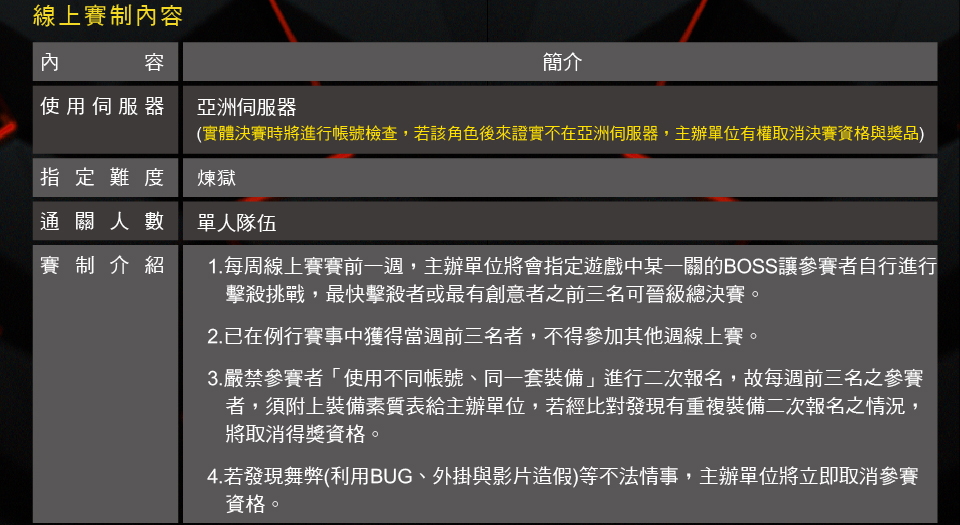 線上賽制內容
內容 簡介
使用伺服器 亞洲伺服器
(實體決賽時將進行帳號檢查，若該角色後來證實不在亞洲伺服器，主辦單位有權取消決賽資格與獎品)
指定難度 煉獄
通關人數 單人隊伍
賽制介紹 1.每周線上賽賽前一週，主辦單位將會指定遊戲中某一關的BOSS讓參賽者自行進行
擊殺挑戰，最快擊殺者或最有創意者之前三名可晉級總決賽。
2.已在例行賽事中獲得當週前三名者，不得參加其他週線上賽。
3.嚴禁參賽者「使用不同帳號、同一套裝備」進行二次報名，故每週前三名之參賽
者，須附上裝備素質表給主辦單位，若經比對發現有重複裝備二次報名之情況，
將取消得獎資格。
4.若發現舞弊(利用BUG、外掛與影片造假)等不法情事，主辦單位將立即取消參賽
資格。